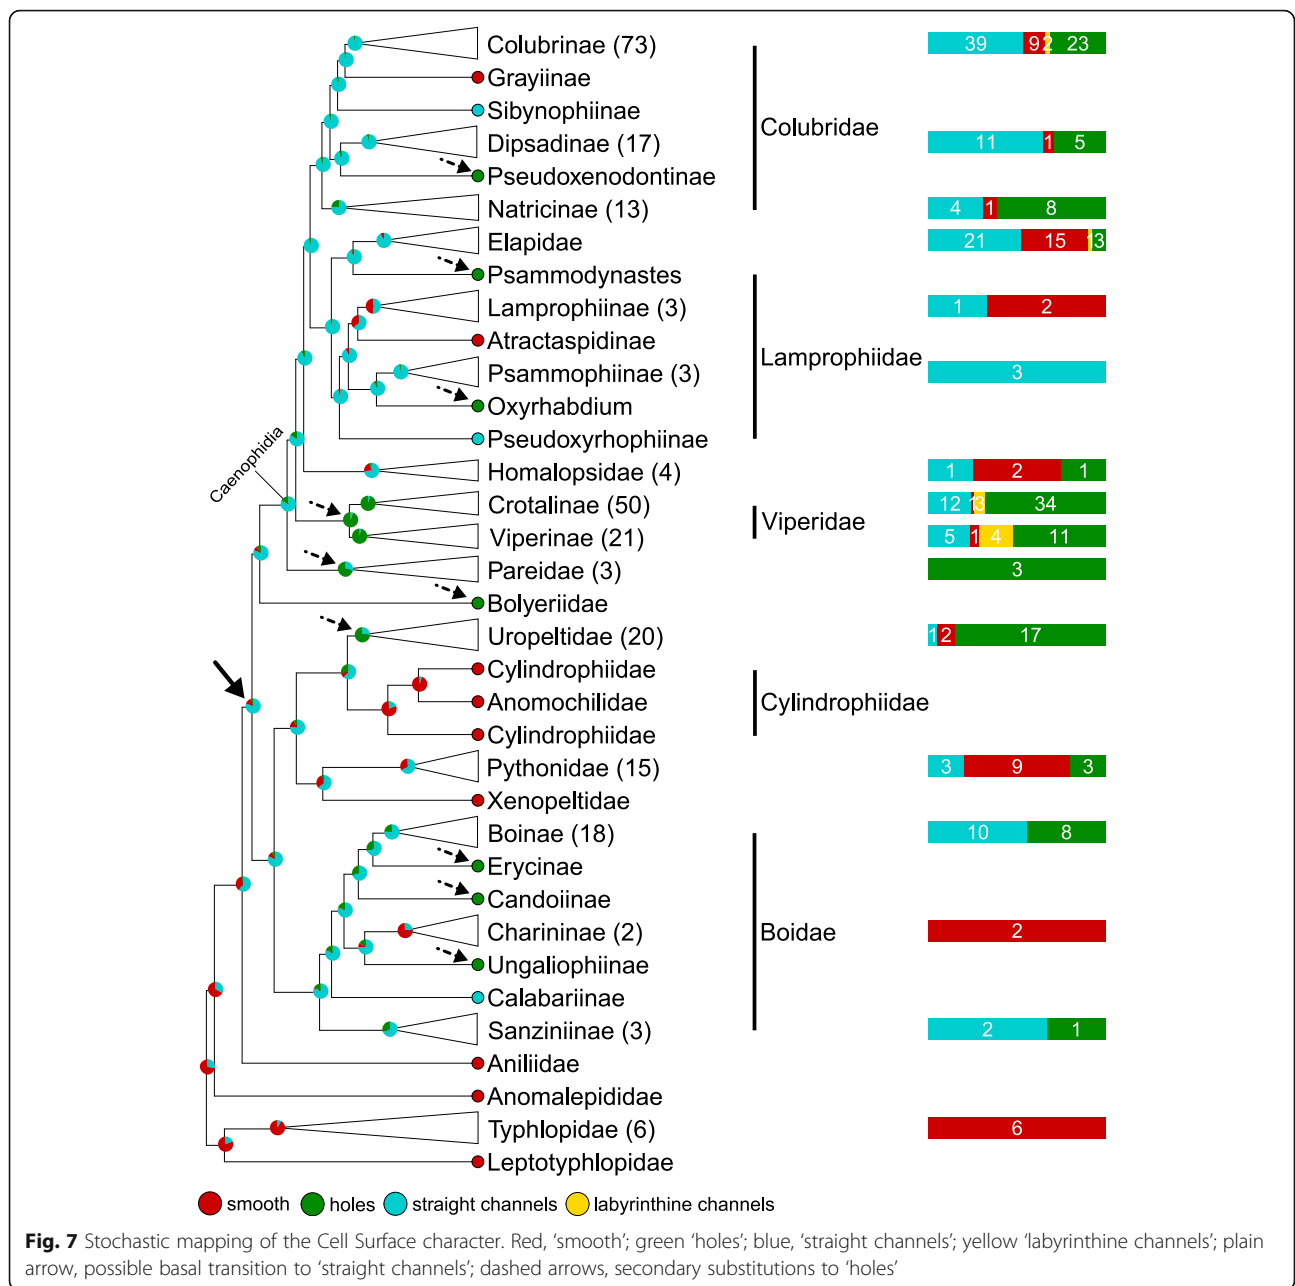 Colubrinae (73)
39 9 2 23
Grayiinae
Sibynophiinae
Colubridae
Dipsadinae (17)
11 1 5
Pseudoxenodontinae
Natricinae (13)
4 1 8
Elapidae
21 15 1 3
Psammodynastes
Lamprophiinae (3)
1 2
Atractaspidinae
Lamprophiidae
Psammophiinae (3)
3
Oxyrhabdium
Pseudoxyrhophiinae
Caenophidia
Homalopsidae (4)
1 2 1
Crotalinae (50)
12 1 3 34
Viperidae
Viperinae (21)
5 1 4 11
Pareidae (3)
3
Bolyeriidae
Uropeltidae (20)
1 2 17
Cylindrophiidae
Anomochilidae
Cylindrophiidae
Cylindrophiidae
Pythonidae (15)
3 9 3
Xenopeltidae
Boinae (18)
10 8
Erycinae
Candoiinae
Charininae (2)
Boidae
2
Ungaliophiinae
Calabariinae
Sanziniinae (3)
2 1
Aniliidae
Anomalepididae
Typhlopidae (6)
6
Leptotyphlopidae
smooth holes straight channels labyrinthine channels
Fig. 7 Stochastic mapping of the Cell Surface character. Red, ‘smooth’; green ‘holes’; blue, ‘straight channels’; yellow ‘labyrinthine channels’; plain
arrow, possible basal transition to ‘straight channels’; dashed arrows, secondary substitutions to ‘holes’